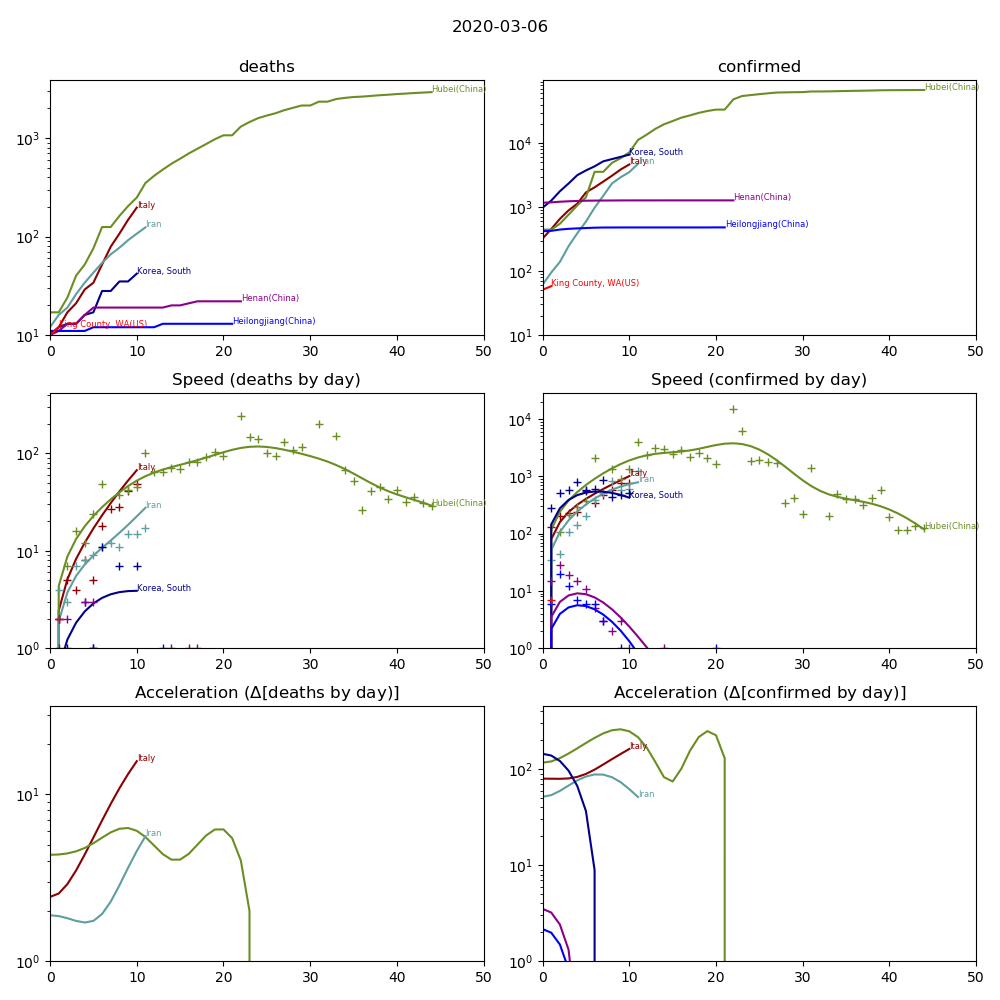 2020-03-06
deaths
confirmed
10³
10²
10¹
0 10 20 30 40 50
Hubei(China)
Italy
Iran
Korea, South
Henan(China)
Heilongjiang(China)
King County, WA(US)
10⁴
10³
10²
10¹
0 10 20 30 40 50
Hubei(China)
Korea, South
Italy
Iran
Henan(China)
Heilongjiang(China)
King County, WA(US)
Speed (deaths by day)
Speed (confirmed by day)
10²
10¹
10⁰
0 10 20 30 40 50
Italy
Iran
Hubei(China)
Korea, South
10⁴
10³
10²
10¹
10⁰
0 10 20 30 40 50
Italy
Iran
Korea, South
Hubei(China)
Acceleration (Δ[deaths by day)]
Acceleration (Δ[confirmed by day)]
10¹
10⁰
0 10 20 30 40 50
Italy
Iran
10²
10¹
10⁰
0 10 20 30 40 50
Italy
Iran